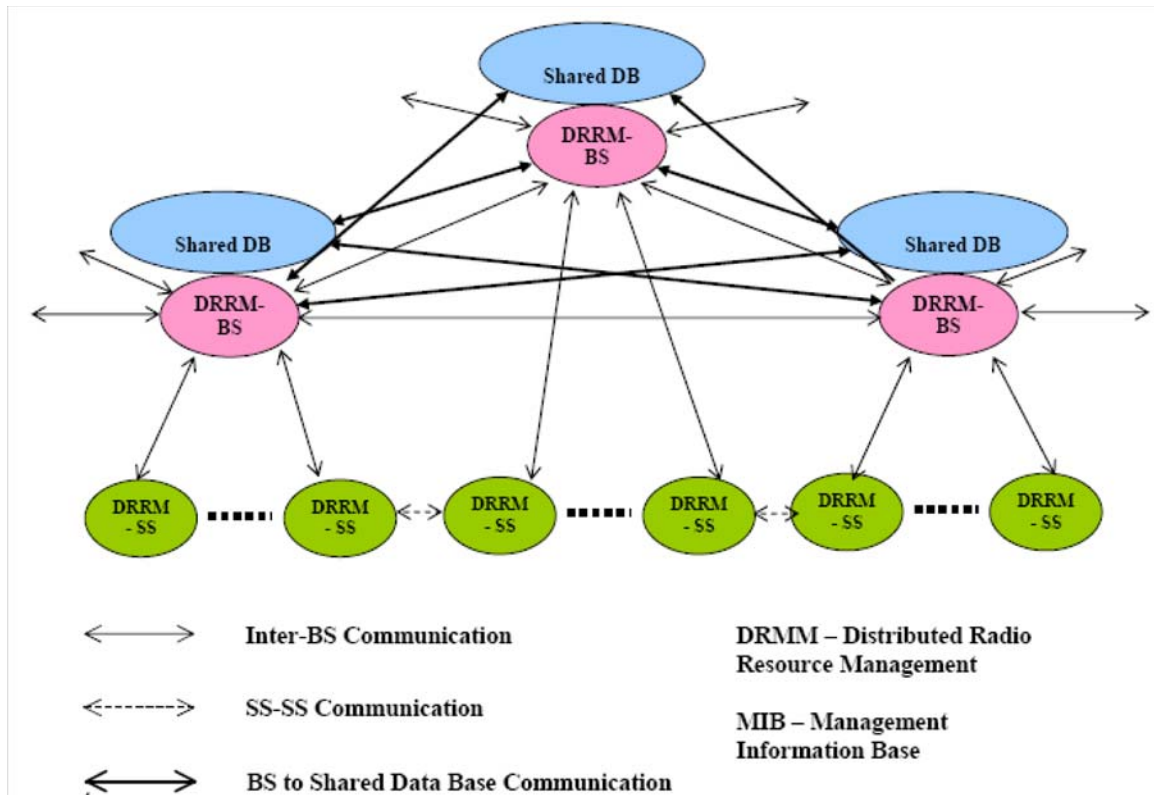 Shared DB
DRRM-
BS
Shared DB
Shared DB
DRRM-
BS
DRRM-
BS
DRRM
- SS
DRRM
- SS
DRRM
- SS
DRRM
- SS
DRRM
- SS
DRRM
- SS
Inter-BS Communication
DRMM – Distributed Radio
Resource Management
SS-SS Communication
MIB – Management
Information Base
BS to Shared Data Base Communication